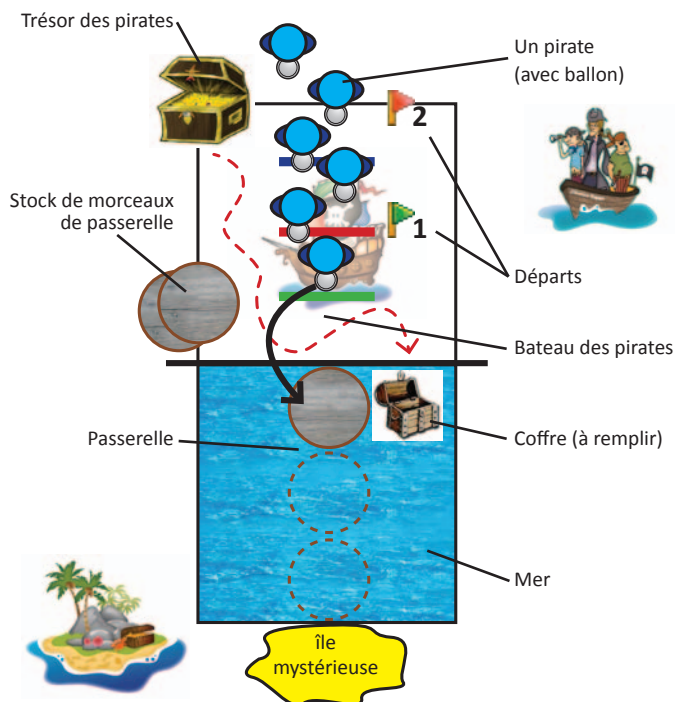 Trésor des pirates
Un pirate
(avec ballon)
2
Stock de morceaux
de passerelle
1
Départs
Bateau des pirates
Passerelle
Coffre (à remplir)
Mer
île
mystérieuse